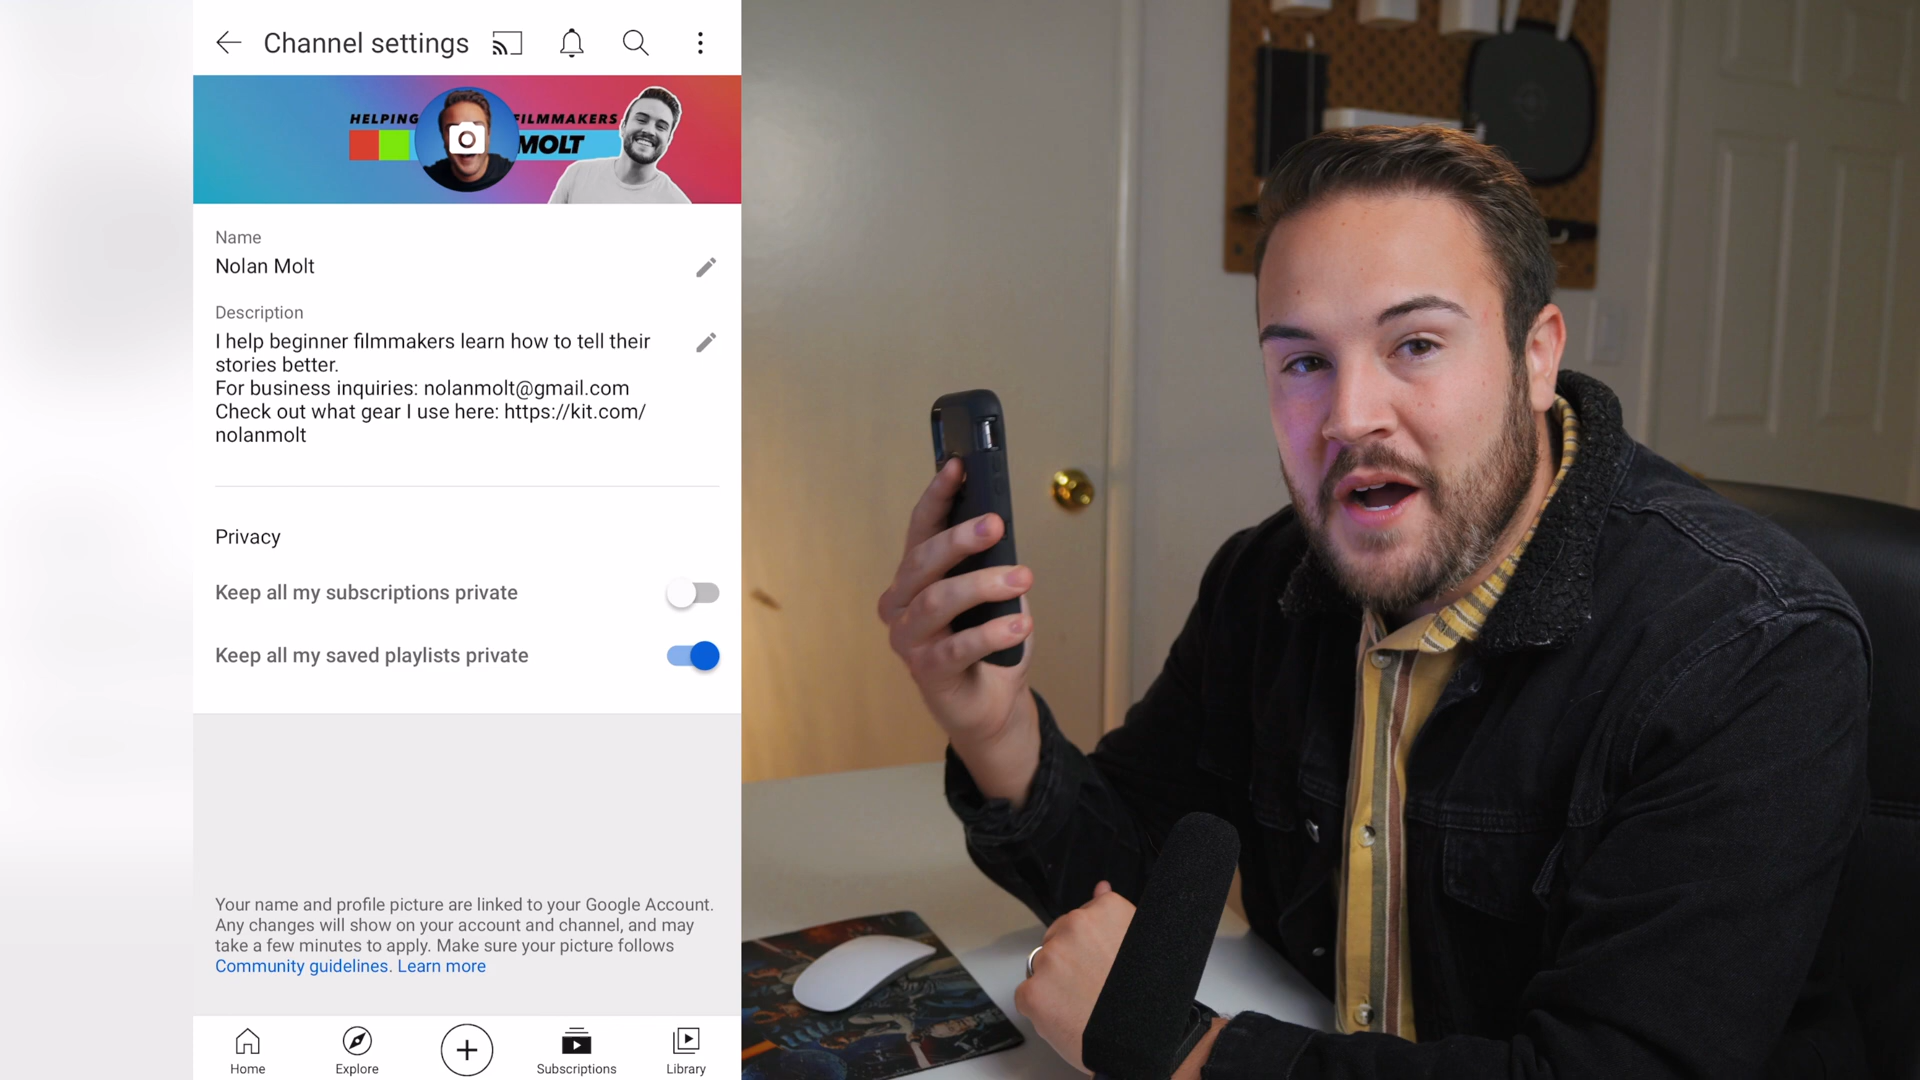 Channel settings
HELPING FILMMAKERS
MOLT
Name
Nolan Molt
Description
I help beginner filmmakers learn how to tell their
stories better.
For business inquiries: nolanmolt@gmail.com
Check out what gear I use here: https://kit.com/
nolanmolt
Privacy
Keep all my subscriptions private
Keep all my saved playlists private
Your name and profile picture are linked to your Google Account.
Any changes will show on your account and channel, and may
take a few minutes to apply. Make sure your picture follows
Community guidelines. Learn more
Home
Explore
Subscriptions
Library